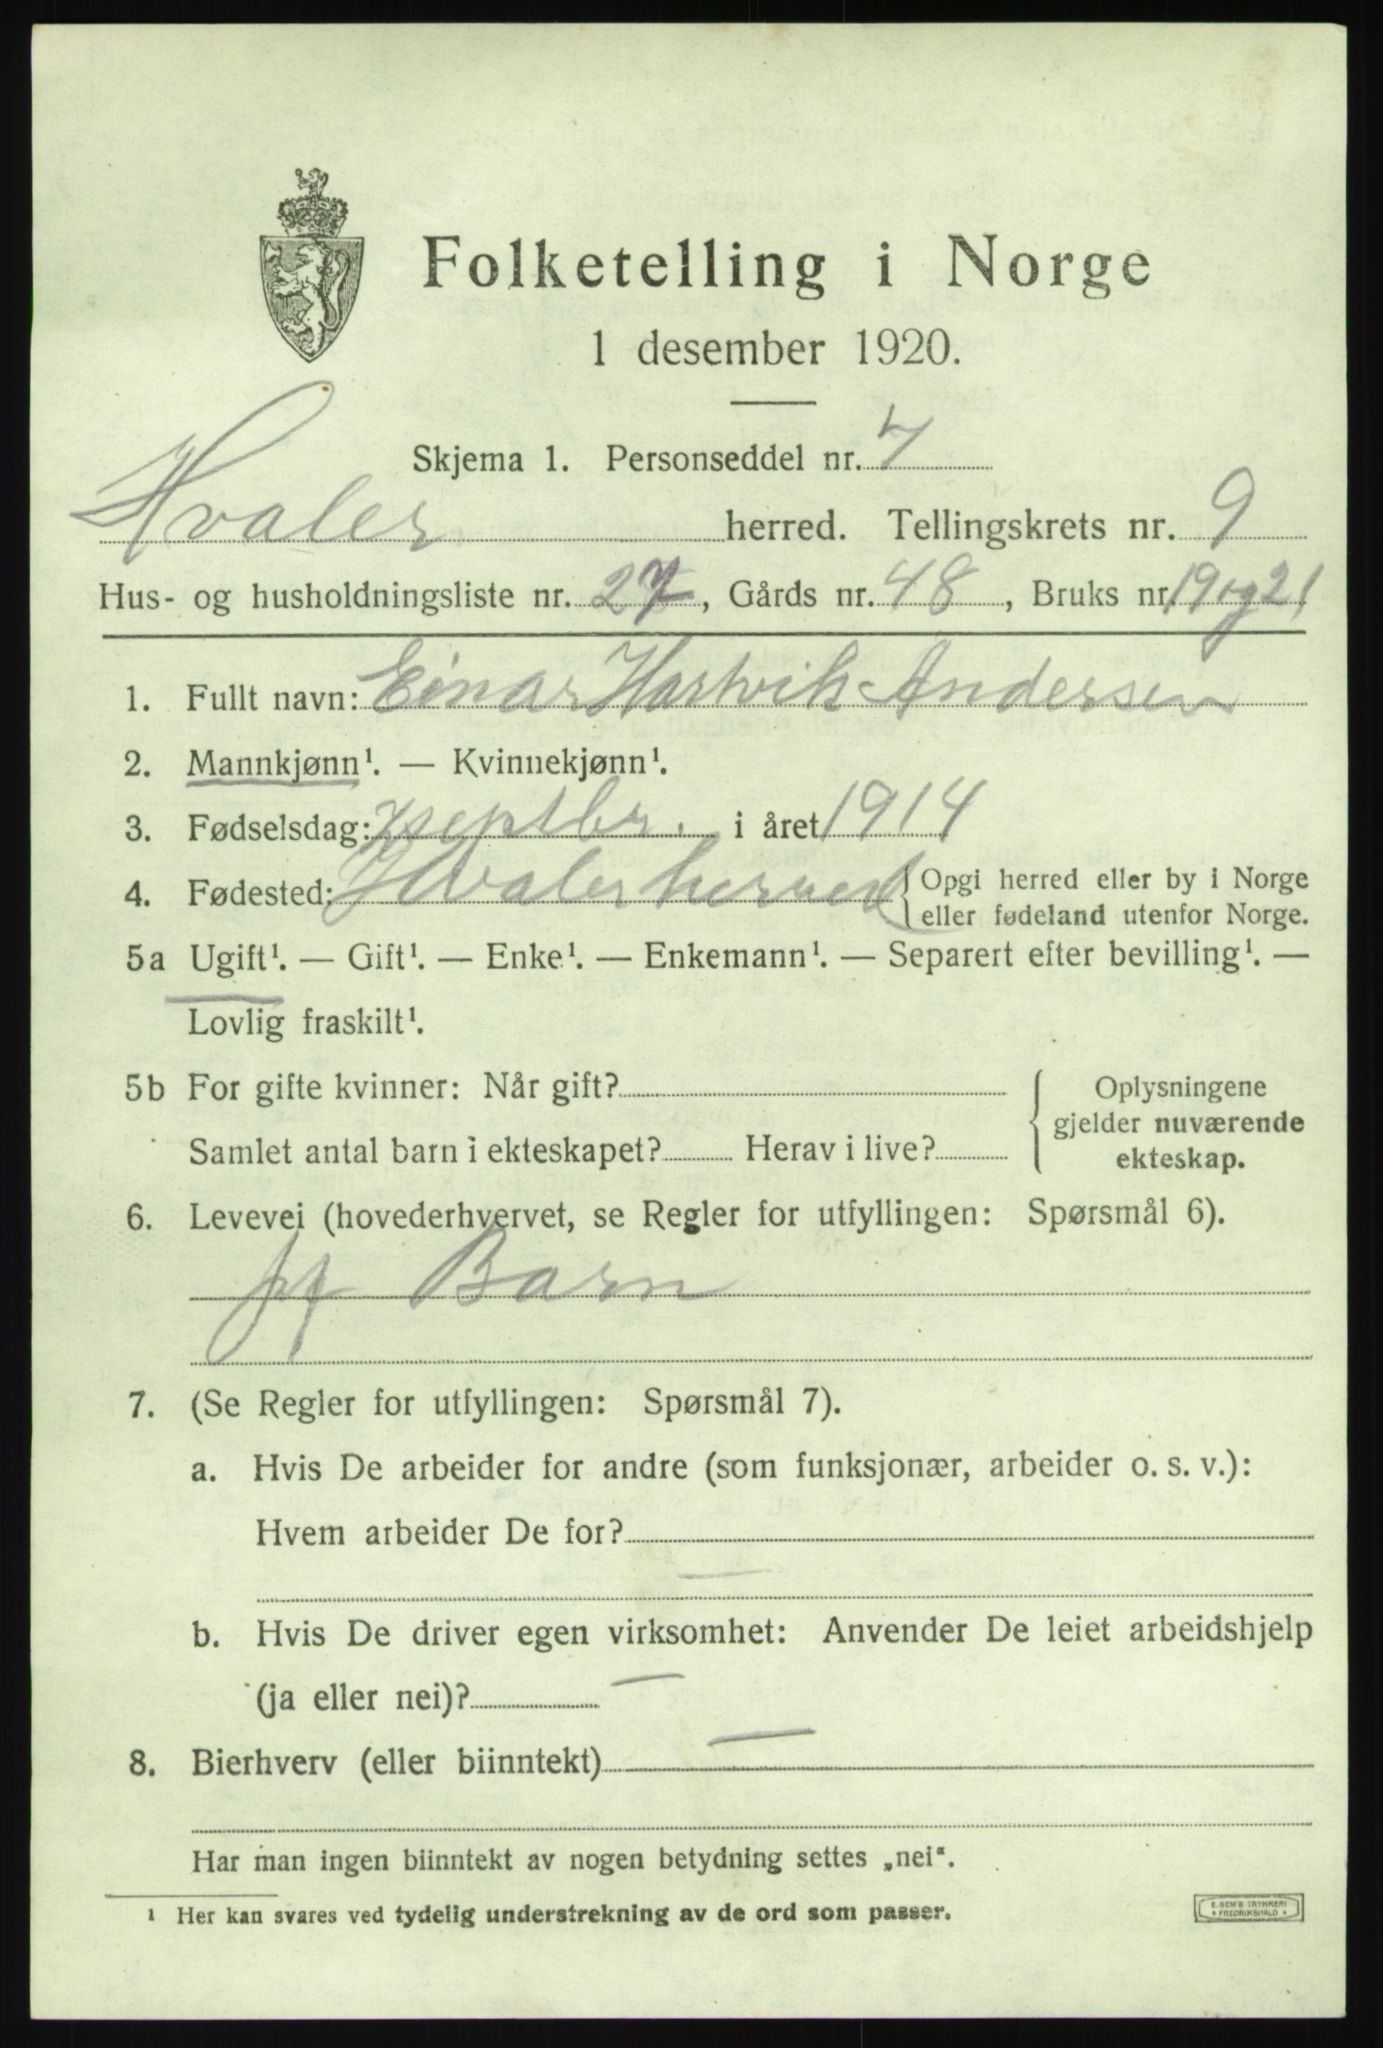 Folketelling i Norge
1 desember 1920.
Skjema 1. Personseddel nr. 7
Hvaler herred. Tellingskrets nr. 9
Hus- og husholdningsliste nr. 27, Gårds nr. 48, Bruks nr. 19 og 21
1. Fullt navn: Einar Hartvik Andersen
2. Mannkjønn¹. — Kvinnekjønn¹.
3. Fødselsdag: 7 septbr. i året 1914
4. Fødested: Hvaler herred { Opgi herred eller by i Norge
eller fødeland utenfor Norge.
5a Ugift¹. — Gift¹. — Enke¹. — Enkemann¹. — Separert efter bevilling¹. —
Lovlig fraskilt¹.
5b For gifte kvinner: Når gift?
Samlet antal barn i ekteskapet? Herav i live?
{ Oplysningene
gjelder nuværende
ekteskap.
6. Levevei (hovederhvervet, se Regler for utfyllingen: Spørsmål 6).
Barn
7. (Se Regler for utfyllingen: Spørsmål 7).
a. Hvis De arbeider for andre (som funksjonær, arbeider o. s. v.):
Hvem arbeider De for?
—
b. Hvis De driver egen virksomhet: Anvender De leiet arbeidshjelp
(ja eller nei)? —
8. Bierhverv (eller biinntekt) —
Har man ingen biinntekt av nogen betydning settes „nei“.
¹ Her kan svares ved tydelig understrekning av de ord som passer.
E. SEM'S TRYKKERI
* FREDRIKSHALD *